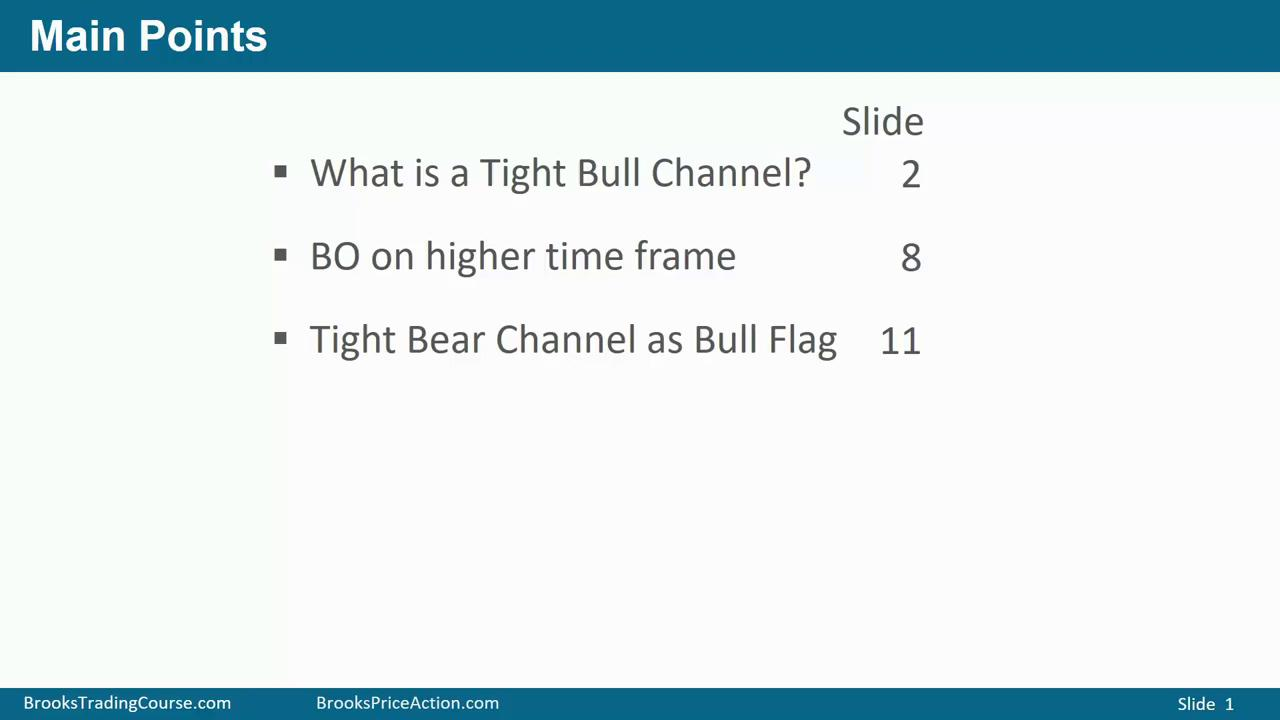 Main Points
Slide
▪ What is a Tight Bull Channel? 2
▪ BO on higher time frame 8
▪ Tight Bear Channel as Bull Flag 11
BrooksTradingCourse.com BrooksPriceAction.com Slide 1